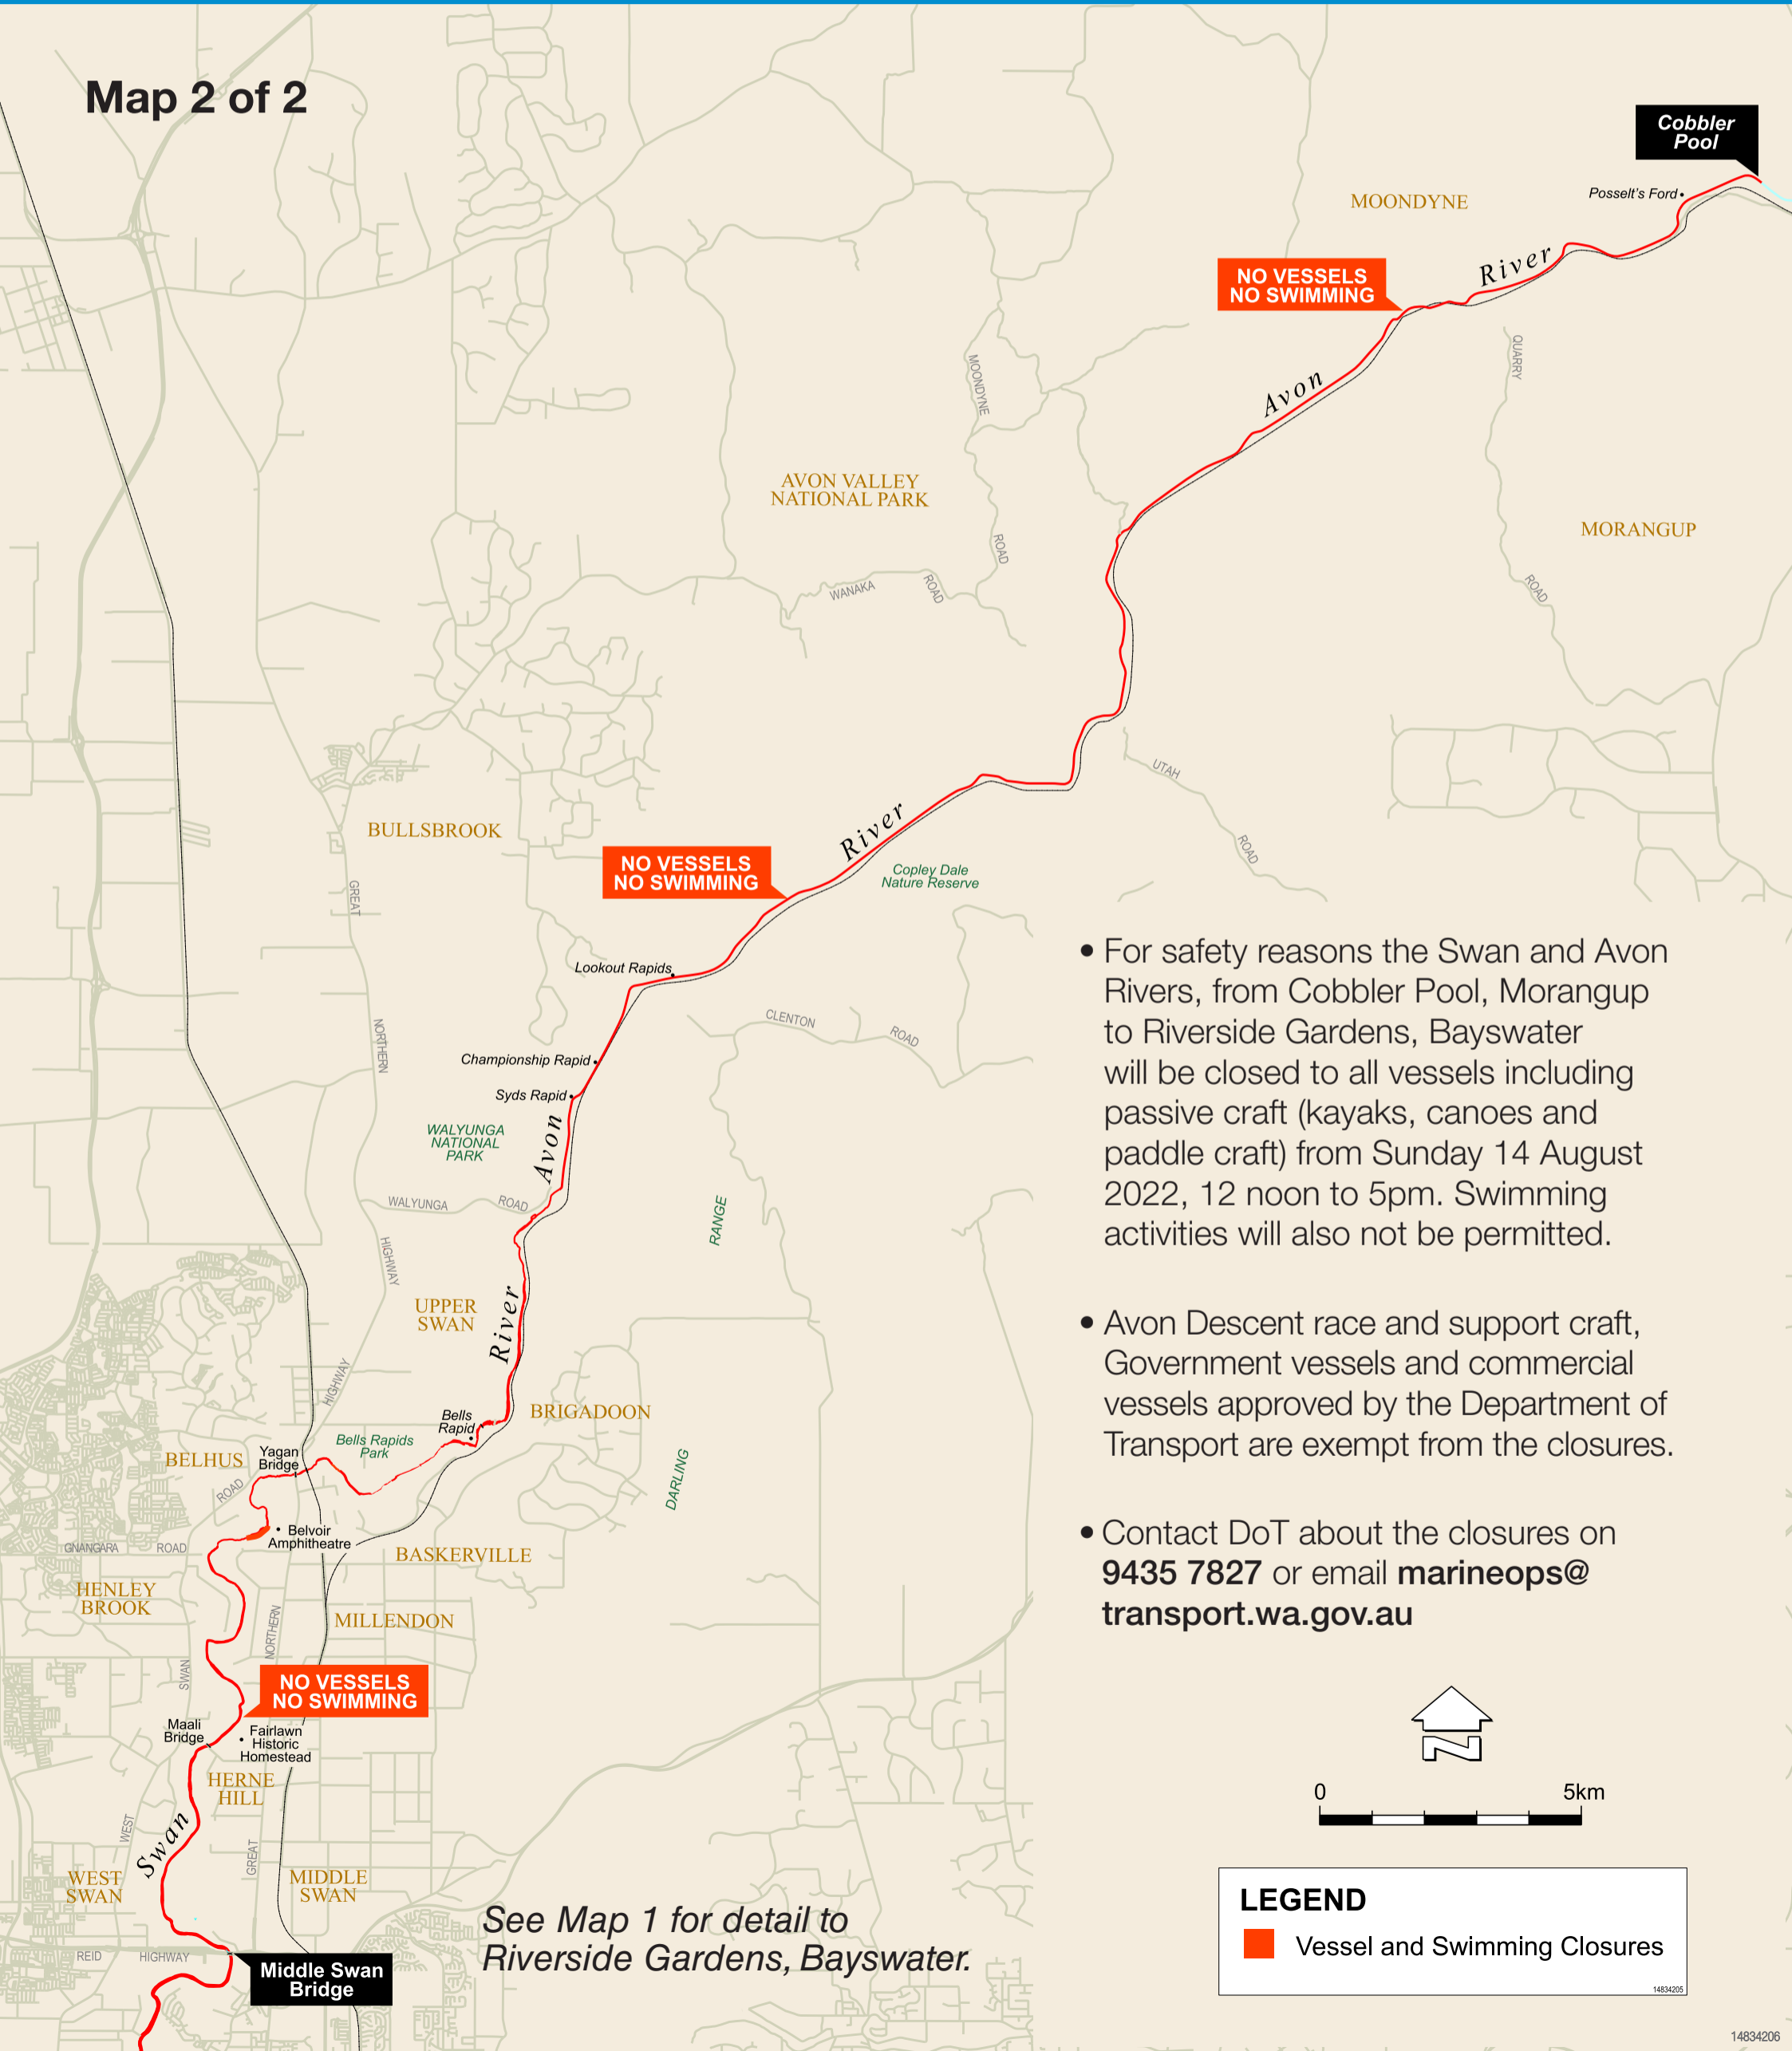 Map 2 of 2
Cobbler
Pool
Posselt's Ford
MOONDYNE
River
NO VESSELS
NO SWIMMING
QUARRY
MOONDYNE
Avon
AVON VALLEY
NATIONAL PARK
MORANGUP
ROAD
WANAKA
ROAD
ROAD
UTAH
ROAD
BULLSBROOK
River
NO VESSELS
NO SWIMMING
Copley Dale
Nature Reserve
GREAT
Lookout Rapids
CLENTON
ROAD
NORTHERN
Championship Rapid
Syds Rapid
WALYUNGA
NATIONAL
PARK
Avon
WALYUNGA
ROAD
RANGE
HIGHWAY
UPPER
SWAN
River
HIGHWAY
BRIGADOON
Bells
Rapid
Bells Rapids
Park
BELHUS
Yagan
Bridge
ROAD
DARLING
Belvoir
Amphitheatre
GNANGARA
ROAD
BASKERVILLE
HENLEY
BROOK
NORTHERN
MILLENDON
SWAN
NO VESSELS
NO SWIMMING
Maali
Bridge
Fairlawn
Historic
Homestead
HERNE
HILL
WEST
Swan
GREAT
WEST
SWAN
MIDDLE
SWAN
REID
HIGHWAY
Middle Swan
Bridge
See Map 1 for detail to
Riverside Gardens, Bayswater.
• For safety reasons the Swan and Avon
Rivers, from Cobbler Pool, Morangup
to Riverside Gardens, Bayswater
will be closed to all vessels including
passive craft (kayaks, canoes and
paddle craft) from Sunday 14 August
2022, 12 noon to 5pm. Swimming
activities will also not be permitted.
• Avon Descent race and support craft,
Government vessels and commercial
vessels approved by the Department of
Transport are exempt from the closures.
• Contact DoT about the closures on
9435 7827 or email marineops@
transport.wa.gov.au
N
0 5km
LEGEND
Vessel and Swimming Closures
14834205
14834206